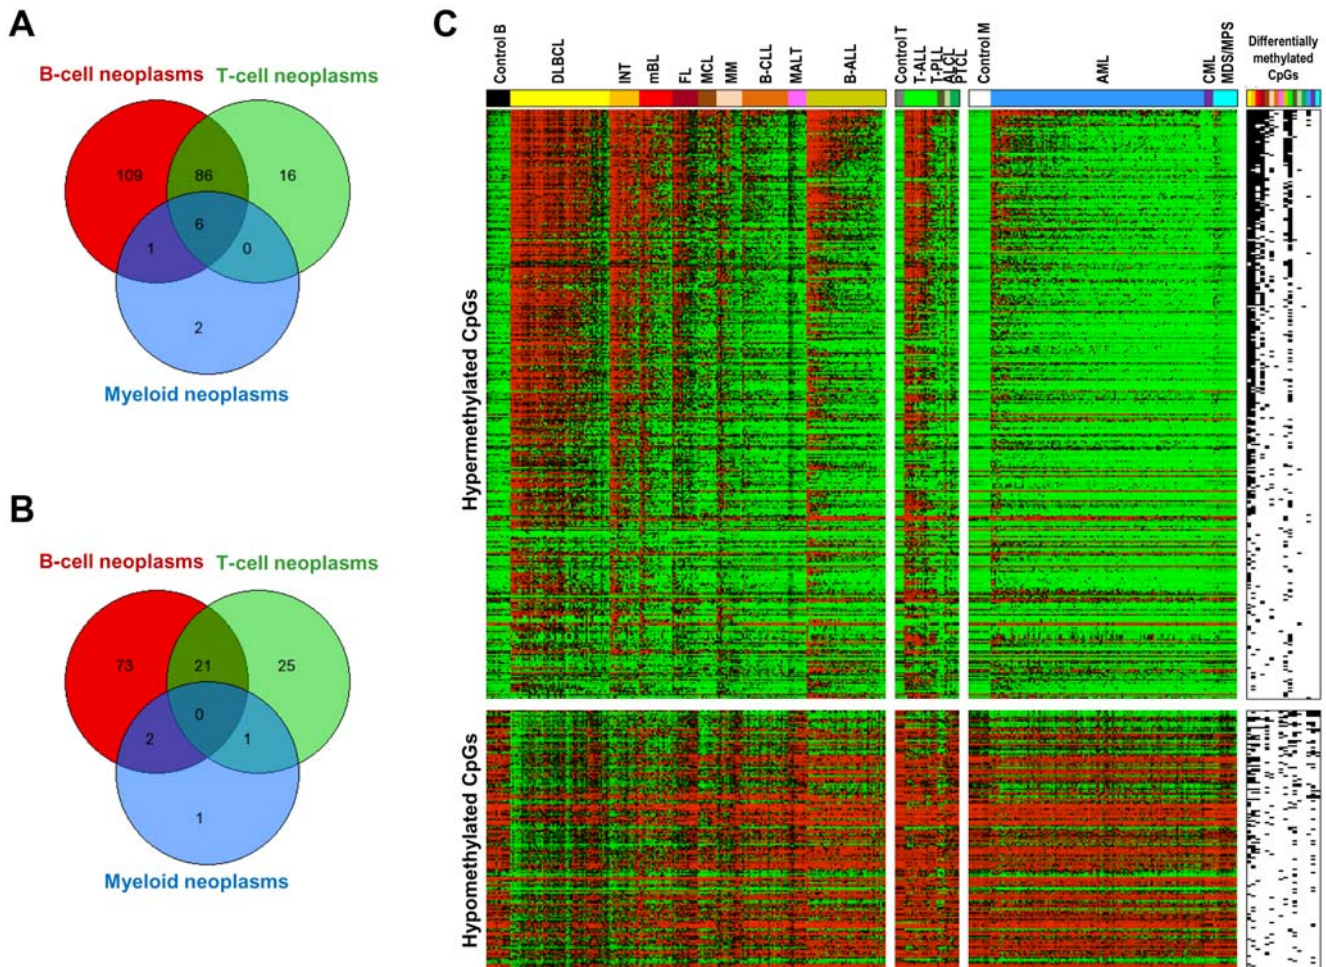 A
B-cell neoplasms T-cell neoplasms
109
86
16
6
1
0
2
Myeloid neoplasms
B
B-cell neoplasms T-cell neoplasms
73
21
25
0
2
1
1
Myeloid neoplasms
C
Control B
DLBCL
INT
mBL
FL
MCL
MM
B-CLL
MALT
B-ALL
Control T
T-ALL
T-PLL
ALCL
PTCL
Control M
AML
CML
MDS/MPS
Differentially
methylated
CpGs
Hypermethylated CpGs
Hypomethylated CpGs